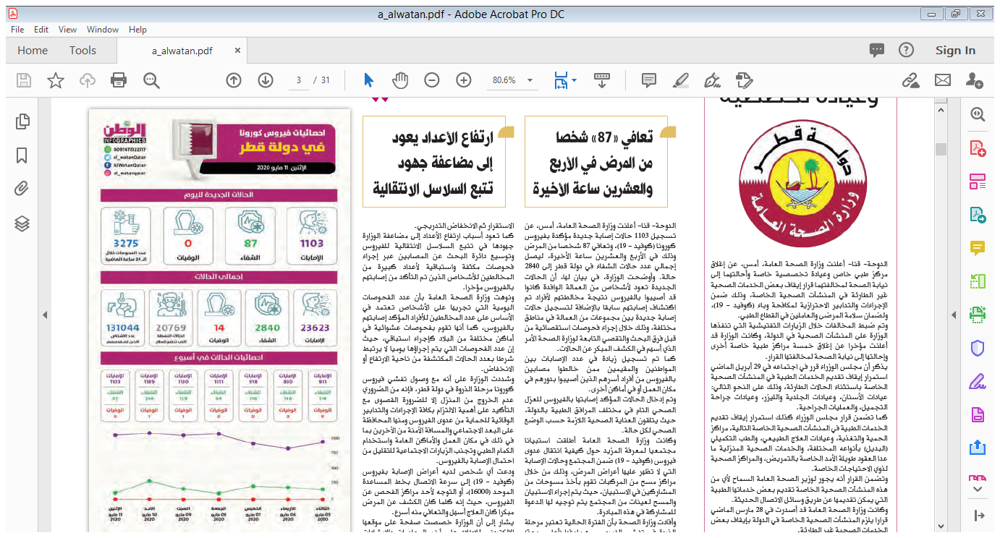 a_alwatan.pdf - Adobe Acrobat Pro DC
File Edit View Window Help
Home Tools a_alwatan.pdf × Sign In
3 / 31 80.6%
وعيادة تخصصية
دولة قطر
وزارة الصحة العامة
الدوحة- قنا- أعلنت وزارة الصحة العامة، أمس، عن إغلاق
مركز طبي خاص وعيادة تخصصية خاصة وأحالتهما إلى
نيابة الصحة لمخالفتهما قرار إيقاف بعض الخدمات الصحية
غير الطارئة في المنشآت الصحية الخاصة، وذلك ضمن
الإجراءات والتدابير الاحترازية لمكافحة وباء (كوفيد - 19)،
ولضمان سلامة المرضى والعاملين في القطاع الطبي.
وتم ضبط المخالفات خلال الزيارات التفتيشية التي تنفذها
الوزارة على المنشآت الصحية في الدولة، وكانت الوزارة قد
أعلنت مؤخرا عن إغلاق خمسة مراكز طبية خاصة أخرى
وإحالتها إلى نيابة الصحة لمخالفتها القرار.
يذكر أن مجلس الوزراء قرر في اجتماعه في 29 أبريل الماضي
استمرار إيقاف تقديم الخدمات الطبية في المنشآت الصحية
الخاصة باستثناء الحالات الطارئة، وذلك على النحو التالي:
عيادات الأسنان، وعيادات الجلدية والليزر، وعيادات جراحة
التجميل، والعمليات الجراحية.
كما تضمن قرار مجلس الوزراء كذلك استمرار إيقاف تقديم
الخدمات الطبية في المنشآت الصحية الخاصة التالية، مراكز
الحمية والتغذية، وعيادات العلاج الطبيعي، والطب التكميلي
(البديل) بأنواعه المختلفة، والخدمات الصحية المنزلية ما
عدا العقود طويلة الأمد الخاصة بالتمريض، والمراكز الصحية
لذوي الاحتياجات الخاصة.
وتضمن القرار أنه يجوز لوزير الصحة العامة السماح لأي من
هذه المنشآت الصحية الخاصة تقديم بعض خدماتها الطبية
التي يمكن تقديمها عن طريق وسائل الاتصال الحديثة.
وكانت وزارة الصحة العامة قد أصدرت في 28 مارس الماضي
قرارا يلزم المنشآت الصحية الخاصة في الدولة بإيقاف بعض
الخدمات الصحية غير الطارئة.
تعافي «87» شخصا
من المرض في الأربع
والعشرين ساعة الأخيرة
الدوحة- قنا- أعلنت وزارة الصحة العامة، أمس، عن
تسجيل 1103 حالات إصابة جديدة مؤكدة بفيروس
كورونا (كوفيد - 19)، وتعافي 87 شخصا من المرض
وذلك في الأربع والعشرين ساعة الأخيرة، ليصل
إجمالي عدد حالات الشفاء في دولة قطر إلى 2840
حالة. وأوضحت الوزارة، في بيان لها، أن الحالات
الجديدة تعود لأشخاص من العمالة الوافدة كانوا
قد أصيبوا بالفيروس نتيجة مخالطتهم لأفراد تم
اكتشاف إصابتهم سابقا بالإضافة لتسجيل حالات
إصابة جديدة بين مجموعات من العمالة في مناطق
مختلفة، وذلك خلال إجراء فحوصات استقصائية من
قبل فرق البحث والتقصي التابعة لوزارة الصحة الأمر
الذي أسهم في الكشف المبكر عن الحالات.
كما تم تسجيل زيادة في عدد الإصابات بين
المواطنين والمقيمين ممن خالطوا مصابين
بالفيروس من أفراد أسرهم الذين أصيبوا بدورهم في
مكان العمل أو في أماكن أخرى.
وتم إدخال الحالات المؤكد إصابتها بالفيروس للعزل
الصحي التام في مختلف المرافق الطبية بالدولة،
حيث يتلقون العناية الصحية اللازمة حسب الوضع
الصحي لكل حالة.
وكانت وزارة الصحة العامة أطلقت استبيانا
مجتمعيا لمعرفة المزيد حول كيفية انتقال عدوى
فيروس (كوفيد - 19) ضمن المجتمع وحالات الإصابة
التي لا تظهر عليها أعراض المرض، وذلك من خلال
مراكز مسح من المركبات تقوم بأخذ مسوحات من
المشاركين في الاستبيان، حيث يتم إجراء الاستبيان
والمسح لعينات من المجتمع يتم توجيه لها الدعوة
للمشاركة في هذه المبادرة.
وأفادت وزارة الصحة بأن الفترة الحالية تعتبر مرحلة
ارتفاع الأعداد يعود
إلى مضاعفة جهود
تتبع السلاسل الانتقالية
الاستقرار ثم الانخفاض التدريجي.
كما تعود أسباب ارتفاع الأعداد إلى مضاعفة الوزارة
جهودها في تتبع السلاسل الانتقالية للفيروس
وتوسيع دائرة البحث عن المصابين عبر إجراء
فحوصات مكثفة واستباقية لأعداد كبيرة من
المخالطين للأشخاص الذين تم التأكد من إصابتهم
بالفيروس مؤخرا.
ونوهت وزارة الصحة العامة بأن عدد الفحوصات
اليومية التي تجريها على الأشخاص تعتمد في
الأساس على عدد المخالطين للأفراد المؤكد إصابتهم
بالفيروس، كما أنها تقوم بفحوصات عشوائية في
أماكن مختلفة من البلاد كإجراء استباقي، حيث
إن عدد الفحوصات التي يتم إجراؤها يوميا لا يرتبط
شرطا بعدد الحالات المكتشفة من ناحية الارتفاع أو
الانخفاض.
وشددت الوزارة على أنه مع وصول تفشي فيروس
كورونا مرحلة الذروة في دولة قطر، فإنه من الضروري
عدم الخروج من المنزل إلا للضرورة القصوى مع
التأكيد على أهمية الالتزام بكافة الإجراءات والتدابير
الوقائية للحماية من عدوى الفيروس ومنها المحافظة
على البعد الاجتماعي والمسافة الآمنة من الآخرين بما
في ذلك في مكان العمل والأماكن العامة واستخدام
الكمام الطبي وتجنب الزيارات الاجتماعية للتقليل من
احتمال الإصابة بالفيروس.
ودعت أي شخص لديه أعراض الإصابة بفيروس
(كوفيد - 19) إلى سرعة الاتصال بخط المساعدة
الموحد (16000)، أو التوجه لأحد مراكز الفحص عن
الفيروس، حيث إنه كلما كان الكشف عن المرض
مبكرا كان العلاج أسهل والتعافي منه أسرع.
يشار إلى أن الوزارة خصصت صفحة على موقعها
الوطن
INFOGRAPHICS
0097477322317
al_watanQatar
AlWatanQatar
al_watanqatar
احصائيات فيروس كورونا
في دولة قطر
الإثنين 11 مايو 2020
الحالات الجديدة لليوم
1103 87 0 3275
الإصابات الشفاء الوفيات عدد الفحوصات خلال
الـ 24 ساعة الماضية
إجمالي الحالات
23623 2840 14 20769 131044
الإصابات الشفاء الوفيات الحالات النشطة عدد الأشخاص
احصائيات الحالات في أسبوع
الإصابات الإصابات الإصابات الإصابات الإصابات الإصابات الإصابات
951 830 918 1311 1130 1189 1103
الشفاء الشفاء الشفاء الشفاء الشفاء الشفاء الشفاء
الوفيات الوفيات الوفيات الوفيات الوفيات الوفيات الوفيات
1000
750
500
250
0
الثلاثاء الأربعاء الخميس الجمعة السبت الأحد الإثنين
05 مايو 06 مايو 07 مايو 08 مايو 09 مايو 10 مايو 11 مايو
2020 2020 2020 2020 2020 2020 2020